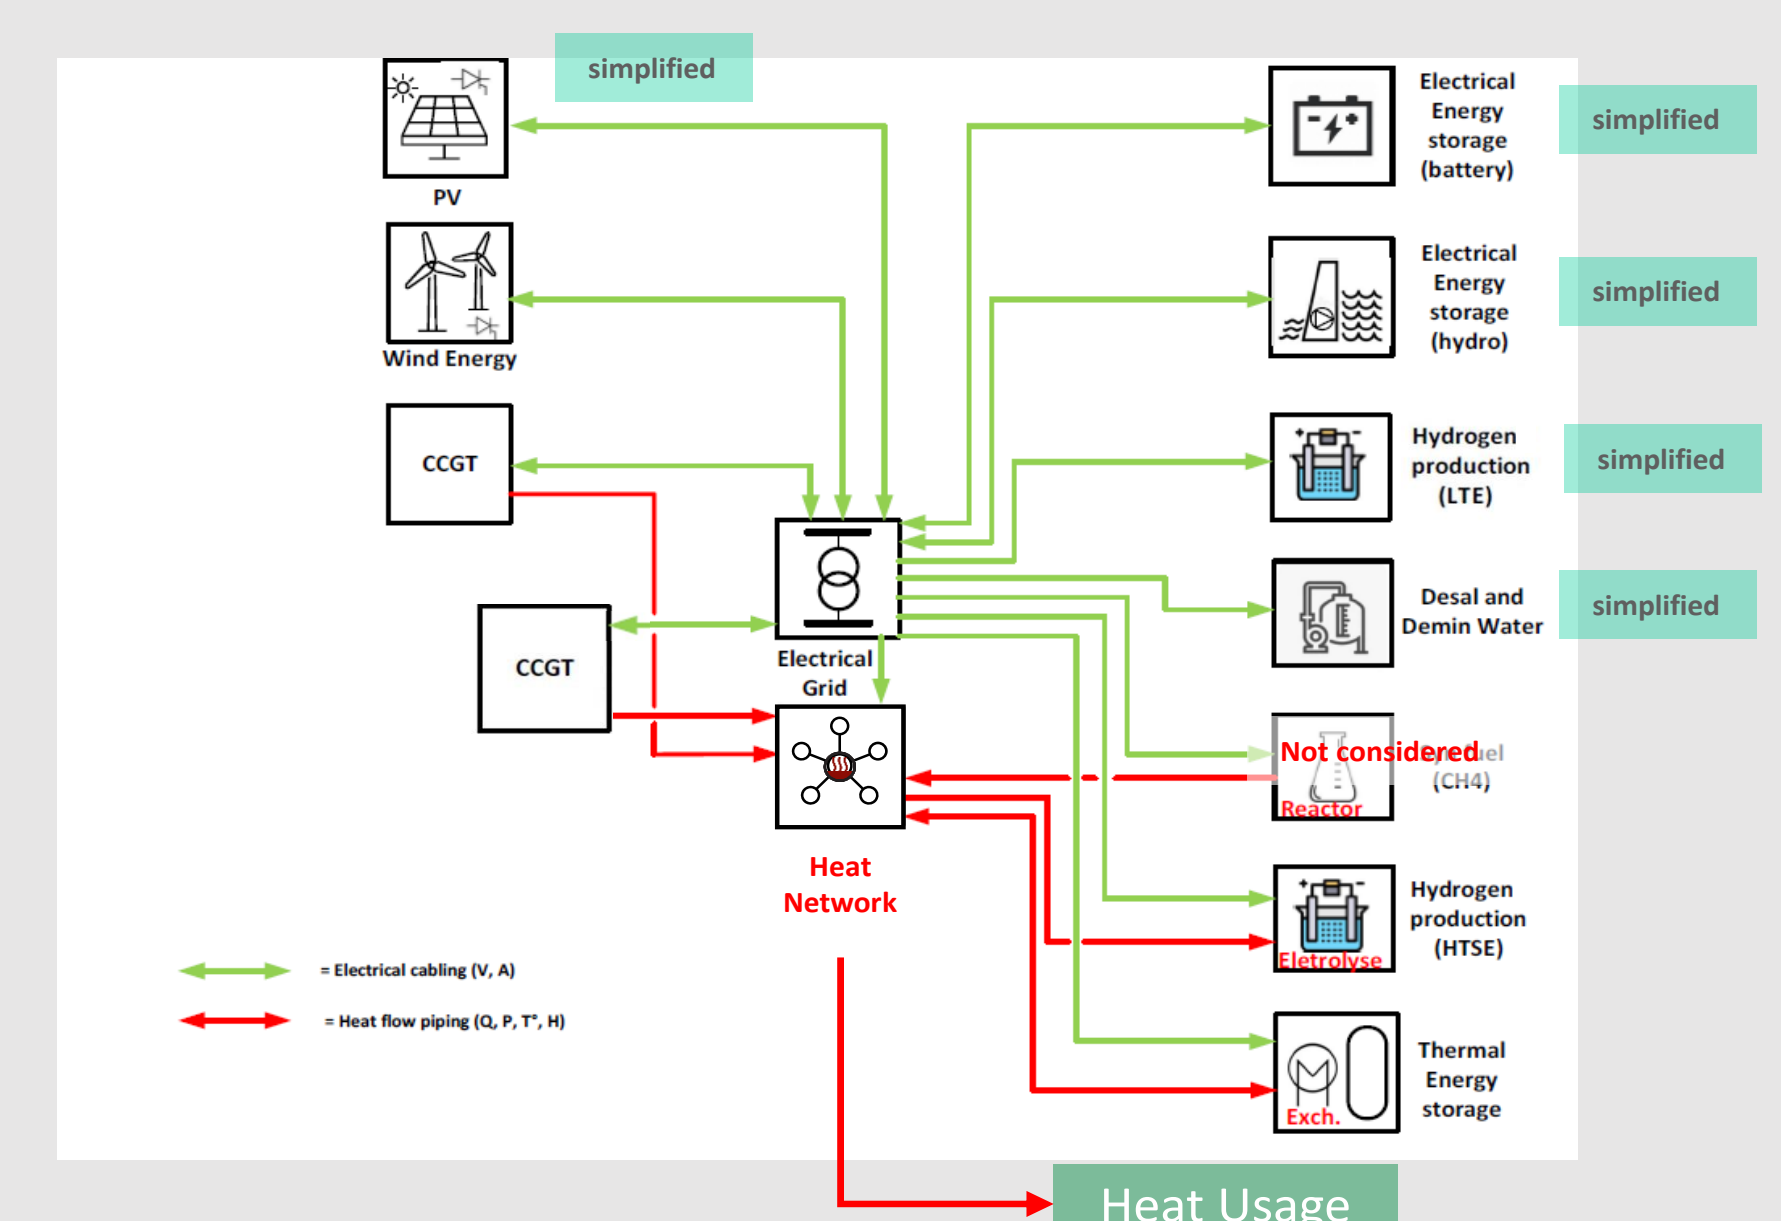 simplified
PV
Wind Energy
CCGT
CCGT
Electrical
Grid
Heat
Network
Electrical
Energy
storage
(battery)
simplified
Electrical
Energy
storage
(hydro)
simplified
Hydrogen
production
(LTE)
simplified
Desal and
Demin Water
simplified
Not considered
(CH4)
Reactor
Hydrogen
production
(HTSE)
Eletrolyse
Thermal
Energy
storage
Exch.
= Electrical cabling (V, A)
= Heat flow piping (Q, P, T°, H)
Heat Usage